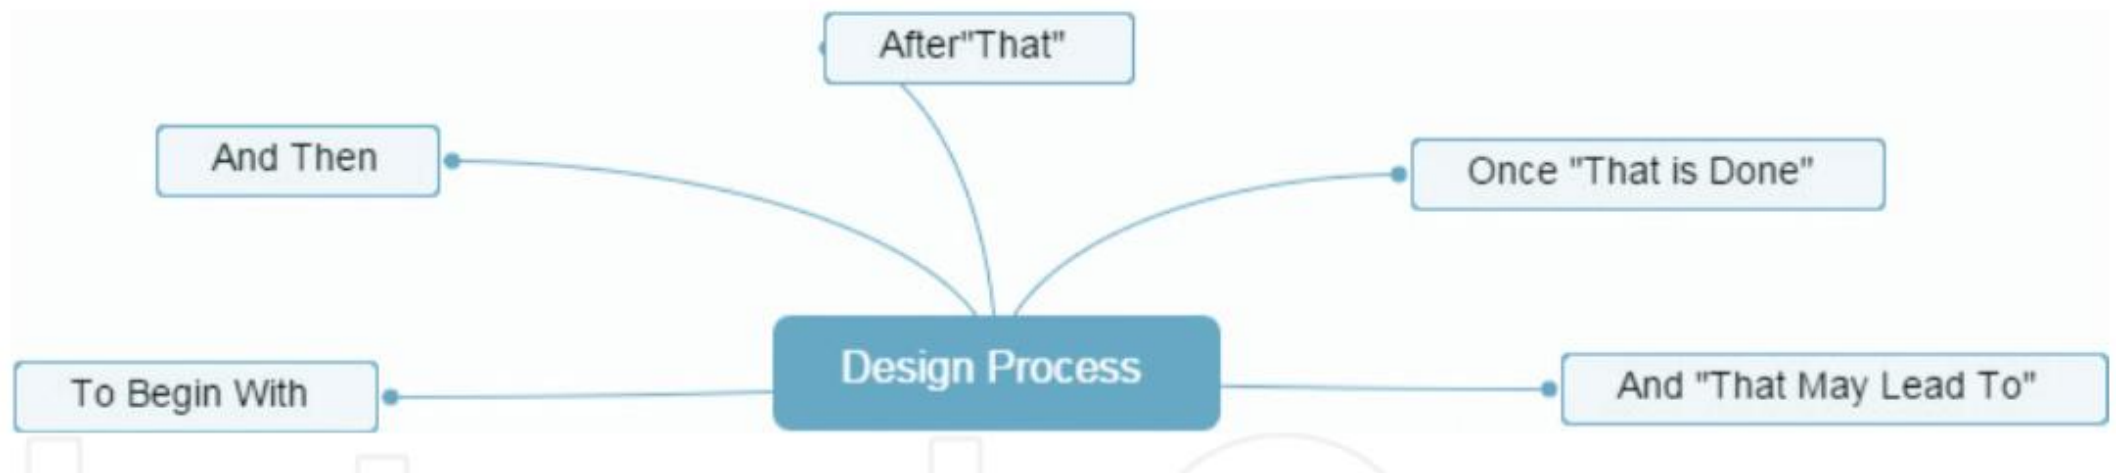 After"That"
And Then
Once "That is Done"
Design Process
To Begin With
And "That May Lead To"